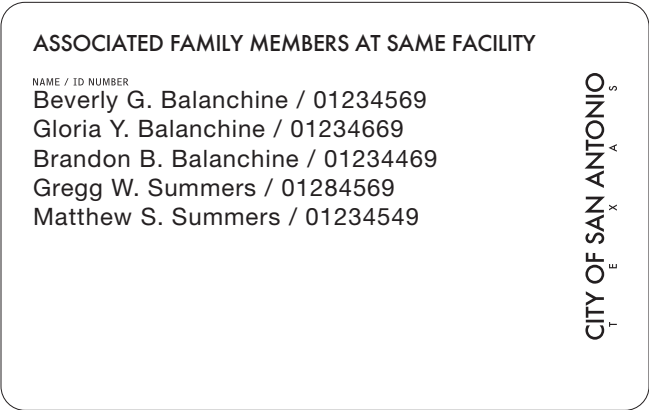 ASSOCIATED FAMILY MEMBERS AT SAME FACILITY
NAME / ID NUMBER
Beverly G. Balanchine / 01234569
Gloria Y. Balanchine / 01234669
Brandon B. Balanchine / 01234469
Gregg W. Summers / 01284569
Matthew S. Summers / 01234549
CITY OF SAN ANTONIO
TEXAS